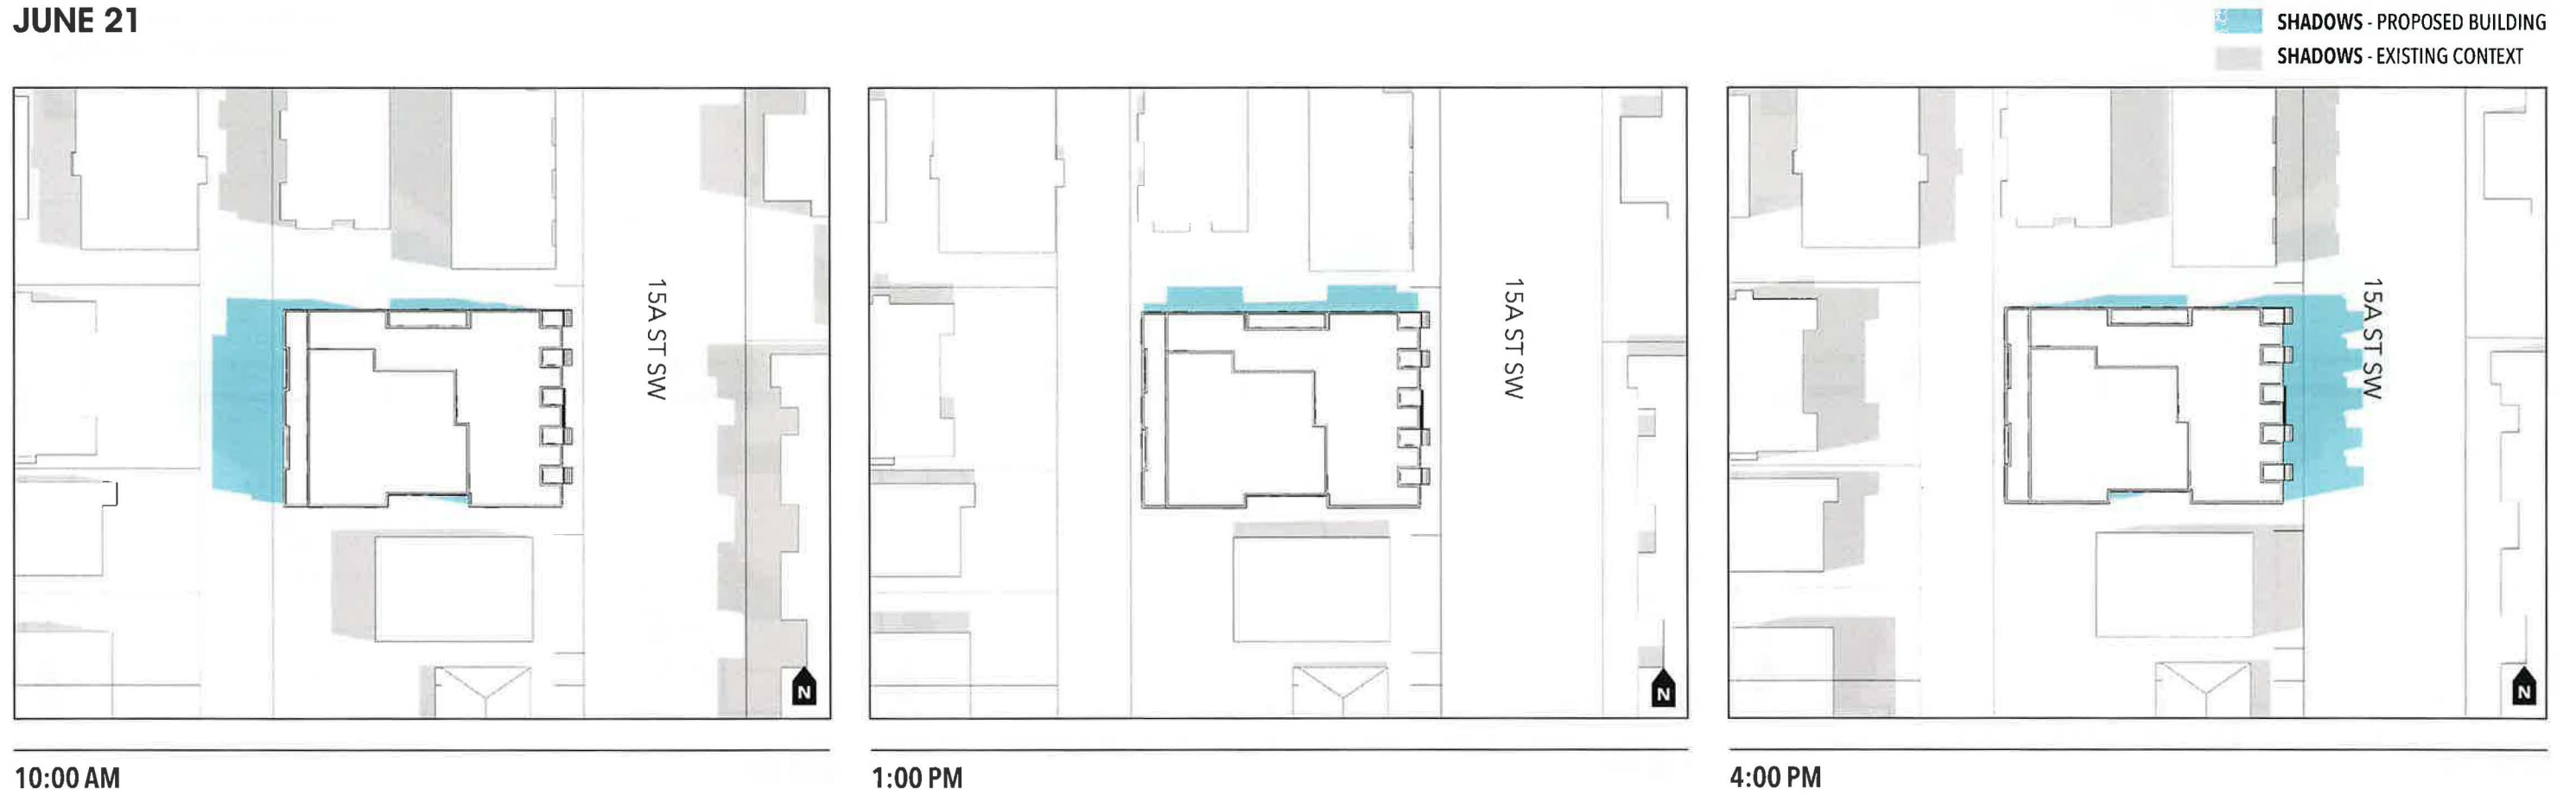 JUNE 21
SHADOWS - PROPOSED BUILDING
SHADOWS - EXISTING CONTEXT
15A ST SW
N
15A ST SW
N
15A ST SW
N
10:00 AM
1:00 PM
4:00 PM